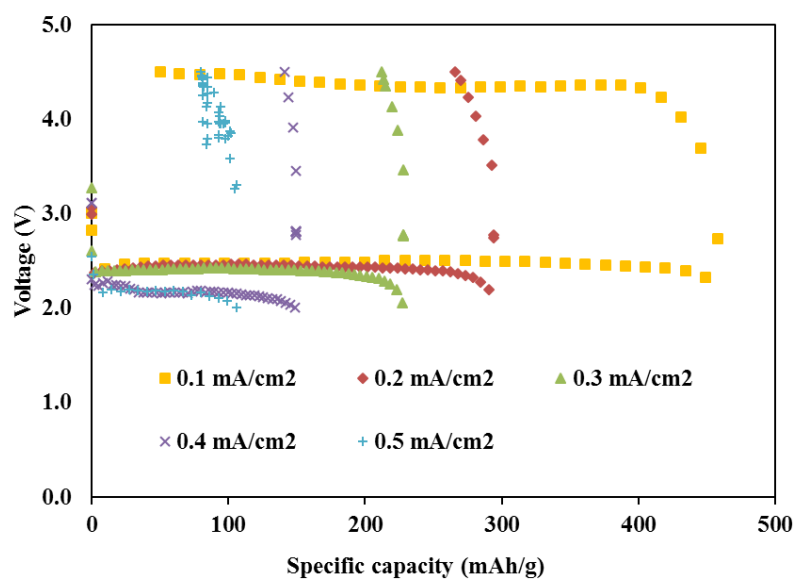 5.0
4.0
3.0
2.0
1.0
0.0
Voltage (V)
0.1 mA/cm2 0.2 mA/cm2 0.3 mA/cm2
0.4 mA/cm2 0.5 mA/cm2
0 100 200 300 400 500
Specific capacity (mAh/g)